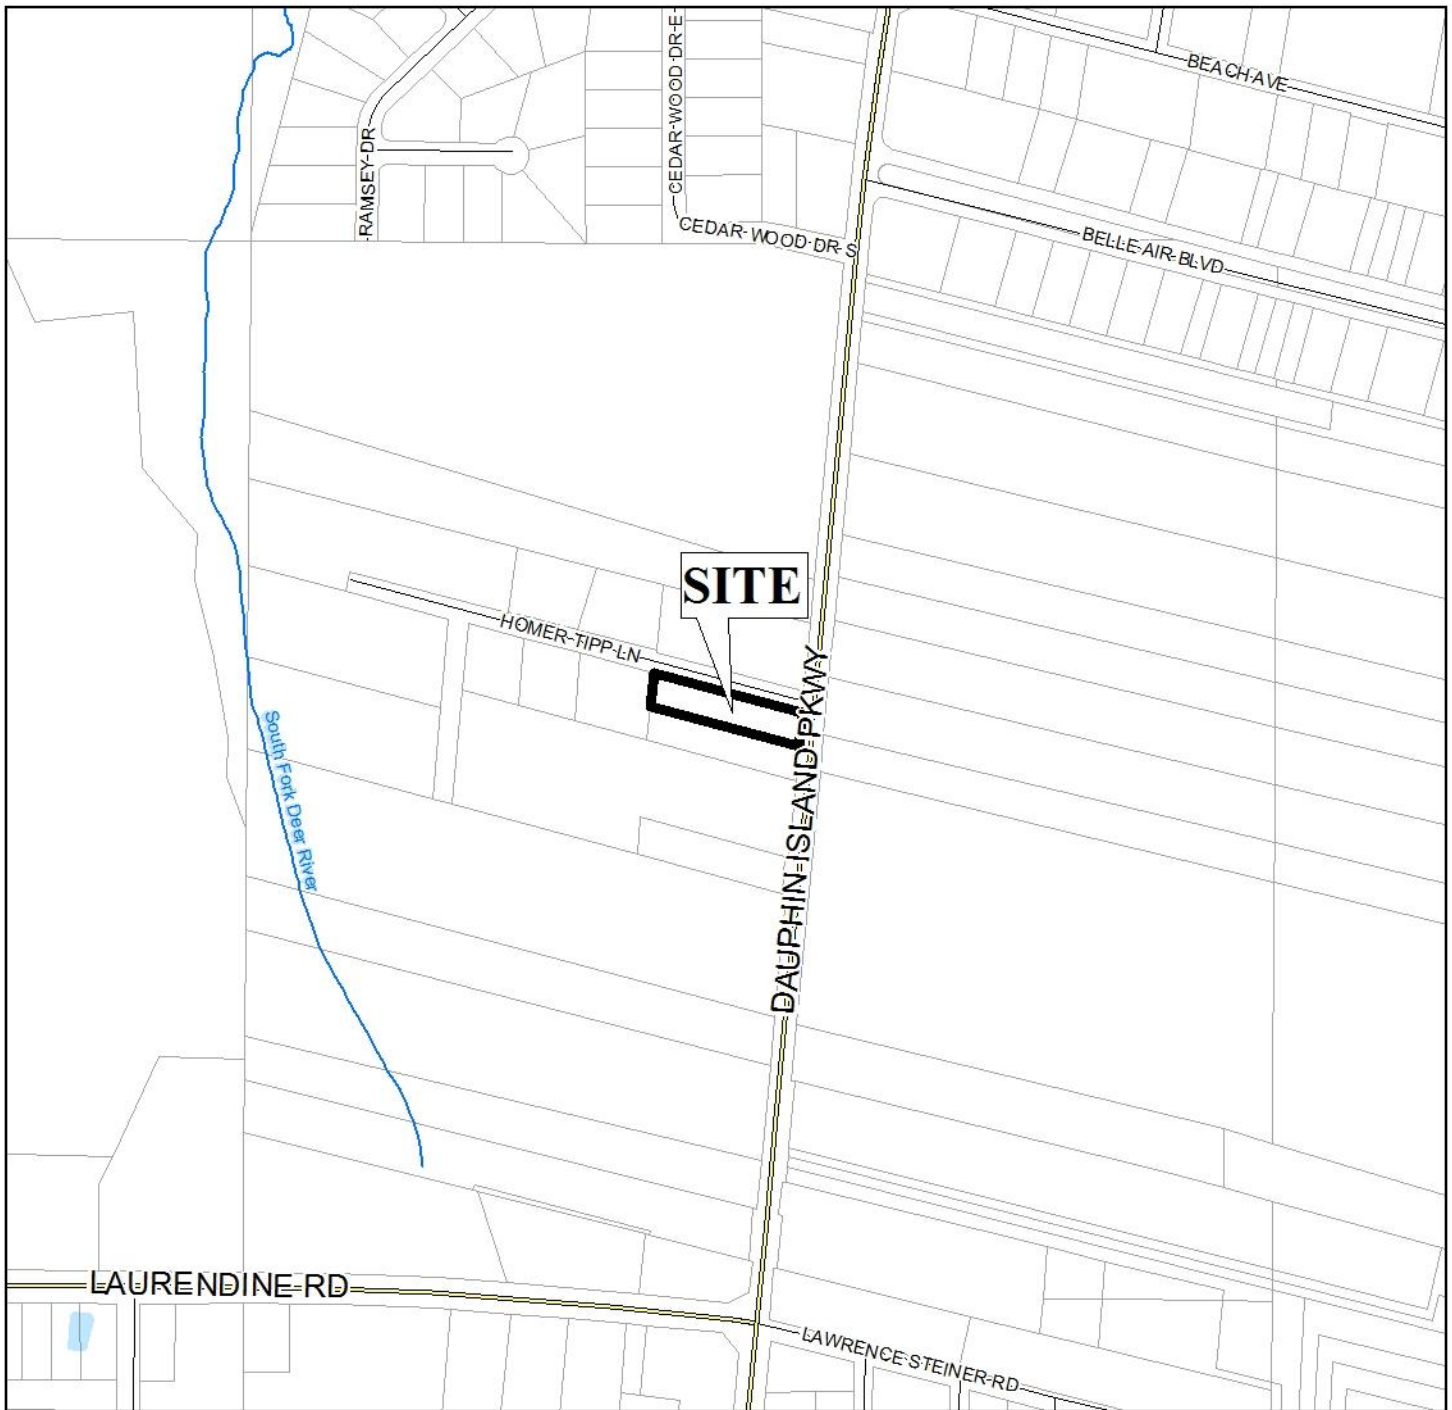 BEACH AVE
CEDAR WOOD DR E
RAMSEY DR
CEDAR WOOD DR S
BELLE AIR BLVD
SITE
HOMER TIPP LN
DAUPHIN ISLAND PKWY
South Fork Deer River
LAURENDINE RD
LAWRENCE STEINER RD